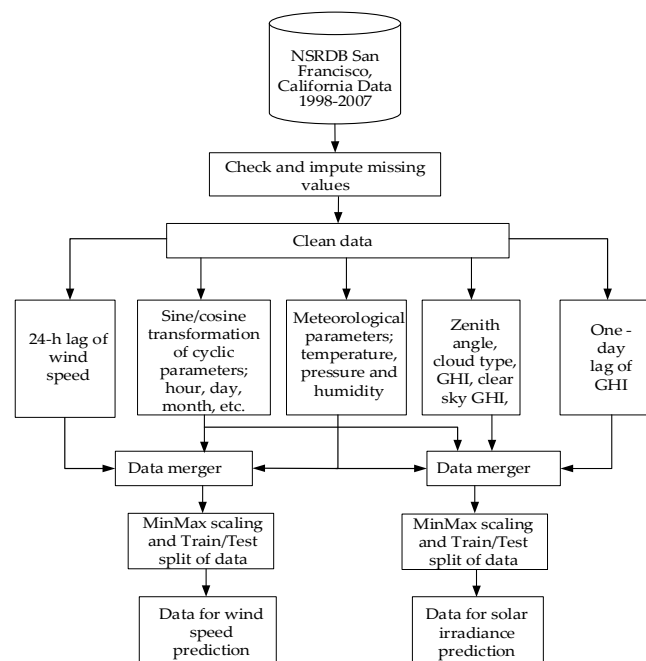 NSRDB San
Francisco,
California Data
1998-2007
Check and impute missing
values
Clean data
24-h lag of
wind
speed
Sine/cosine
transformation
of cyclic
parameters;
hour, day,
month, etc.
Meteorological
parameters;
temperature,
pressure and
humidity
Zenith
angle,
cloud type,
GHI, clear
sky GHI,
One -
day
lag of
GHI
Data merger
Data merger
MinMax scaling
and Train/Test
split of data
MinMax scaling
and Train/Test
split of data
Data for wind
speed
prediction
Data for solar
irradiance
prediction